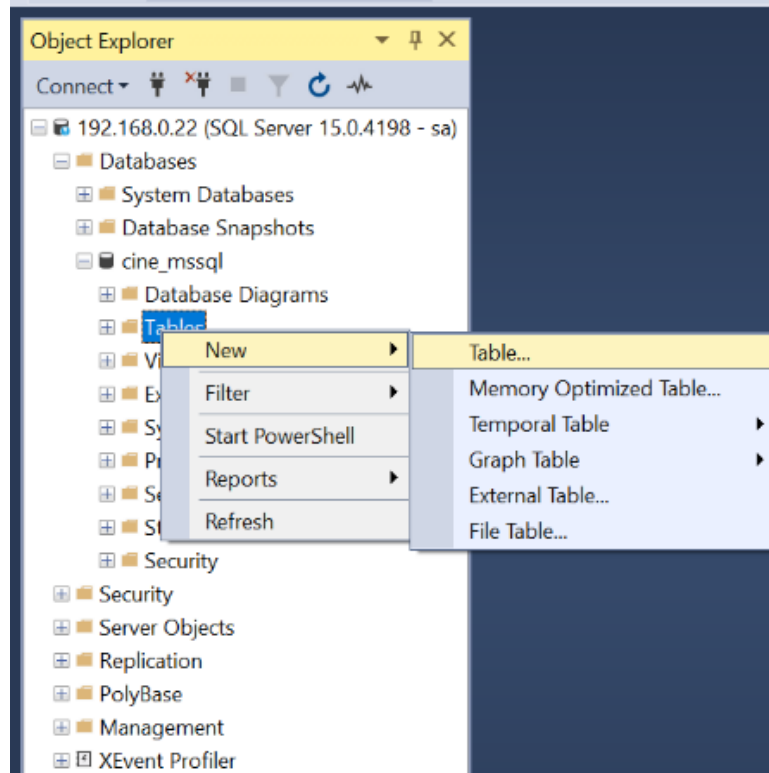 Object Explorer
Connect
192.168.0.22 (SQL Server 15.0.4198 - sa)
Databases
System Databases
Database Snapshots
cine_mssql
Database Diagrams
Tables
New
Filter
Start PowerShell
Reports
Refresh
Table...
Memory Optimized Table...
Temporal Table
Graph Table
External Table...
File Table...
Security
Security
Server Objects
Replication
PolyBase
Management
XEvent Profiler